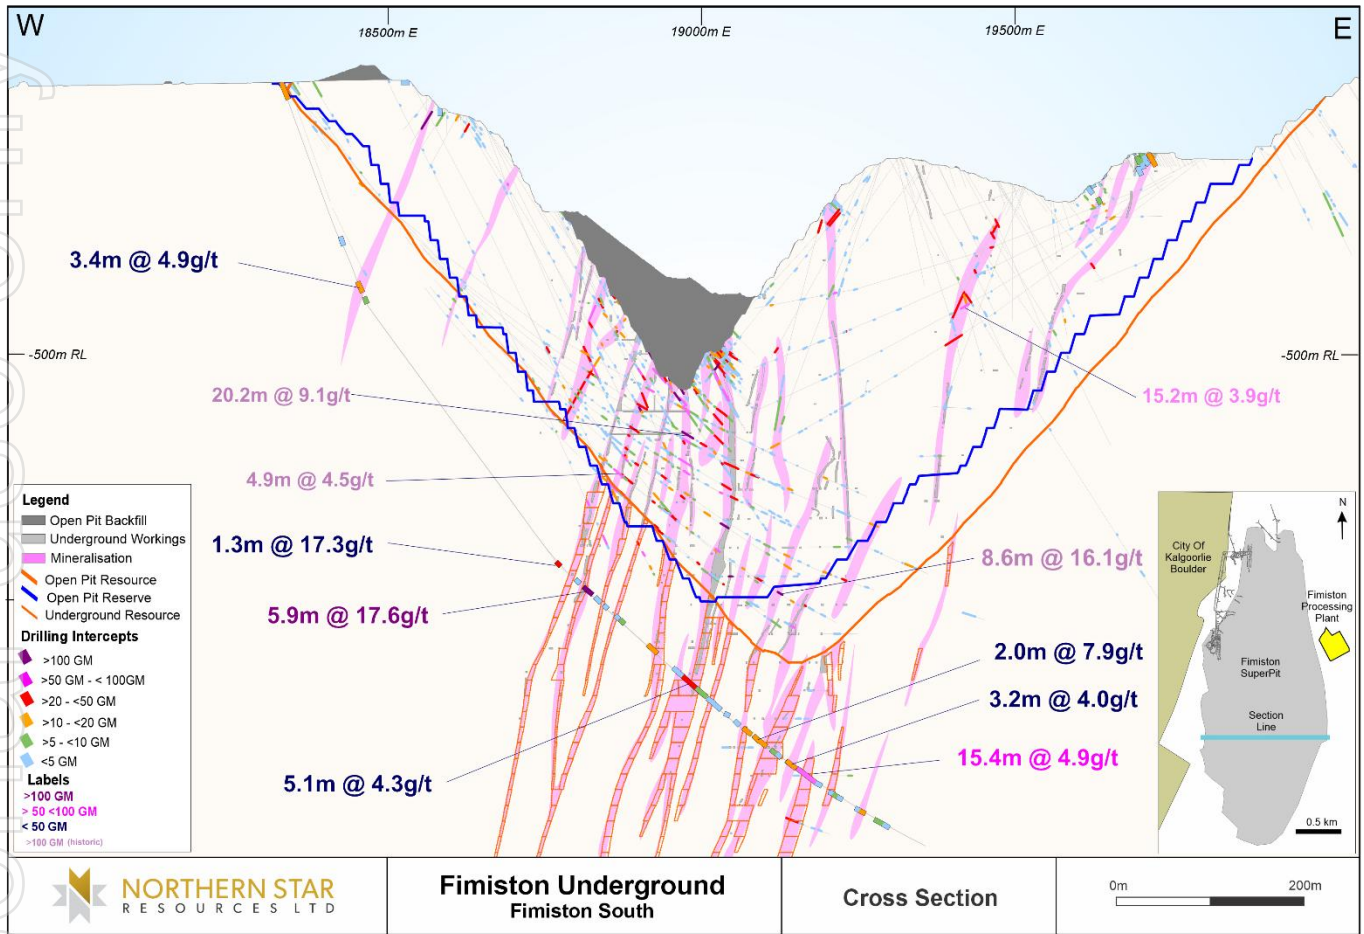 W
E
18500m E
19000m E
19500m E
3.4m @ 4.9g/t
-500m RL
-500m RL
20.2m @ 9.1g/t
15.2m @ 3.9g/t
4.9m @ 4.5g/t
1.3m @ 17.3g/t
8.6m @ 16.1g/t
5.9m @ 17.6g/t
2.0m @ 7.9g/t
3.2m @ 4.0g/t
15.4m @ 4.9g/t
5.1m @ 4.3g/t
Legend
Open Pit Backfill
Underground Workings
Mineralisation
Open Pit Resource
Open Pit Reserve
Underground Resource
Drilling Intercepts
>100 GM
>50 GM - < 100GM
>20 - <50 GM
>10 - <20 GM
>5 - <10 GM
<5 GM
Labels
>100 GM
> 50 <100 GM
< 50 GM
>100 GM (historic)
N
City Of
Kalgoorlie
Boulder
Fimiston
Processing
Plant
Fimiston
SuperPit
Section
Line
0.5 km
NORTHERN STAR
RESOURCES LTD
Fimiston Underground
Fimiston South
Cross Section
0m
200m